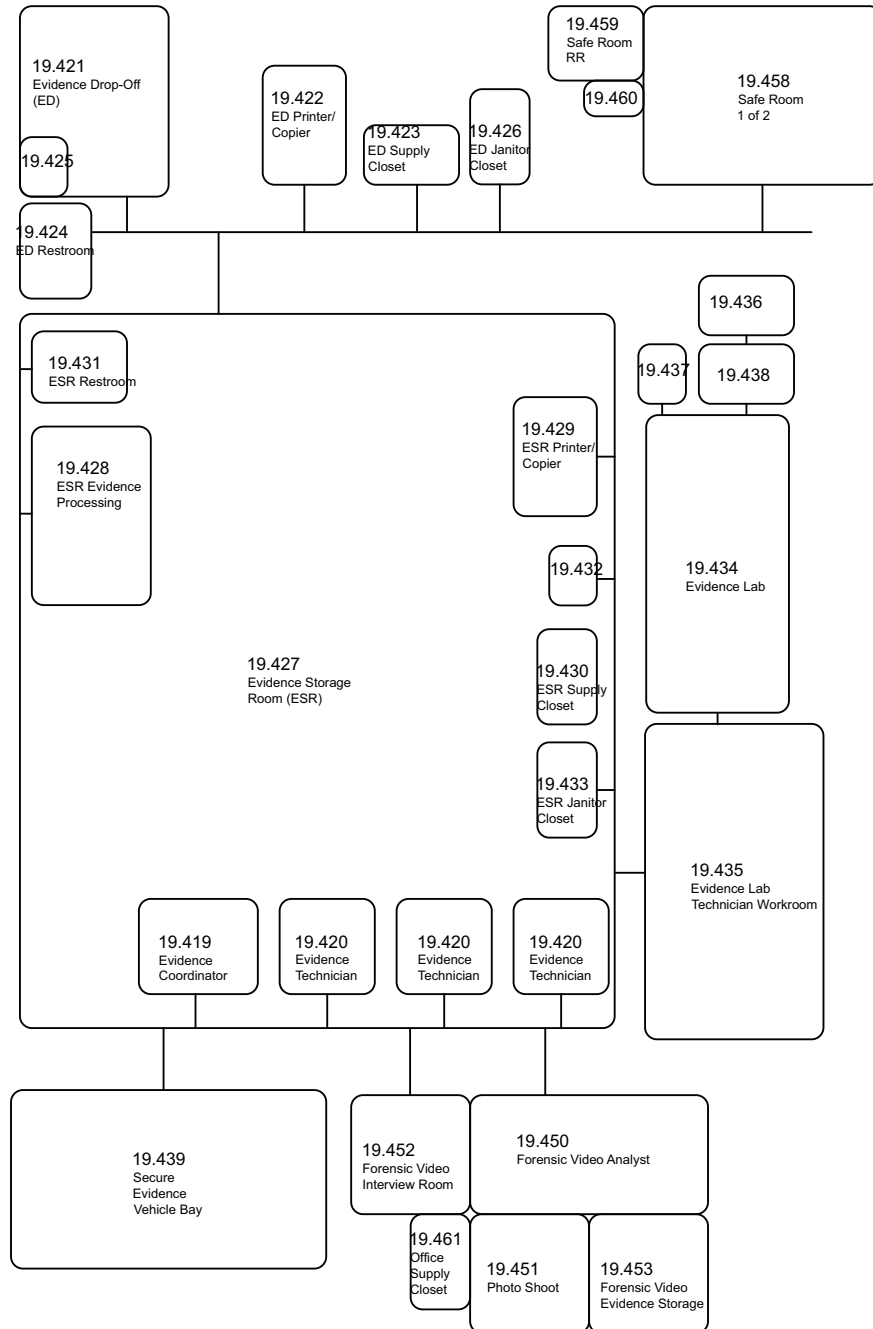 19.421
Evidence Drop-Off
(ED)
19.425
19.424
ED Restroom
19.422
ED Printer/
Copier
19.423
ED Supply
Closet
19.426
ED Janitor
Closet
19.459
Safe Room
RR
19.460
19.458
Safe Room
1 of 2
19.431
ESR Restroom
19.428
ESR Evidence
Processing
19.429
ESR Printer/
Copier
19.432
19.430
ESR Supply
Closet
19.433
ESR Janitor
Closet
19.427
Evidence Storage
Room (ESR)
19.436
19.437
19.438
19.434
Evidence Lab
19.435
Evidence Lab
Technician Workroom
19.419
Evidence
Coordinator
19.420
Evidence
Technician
19.420
Evidence
Technician
19.420
Evidence
Technician
19.439
Secure
Evidence
Vehicle Bay
19.452
Forensic Video
Interview Room
19.450
Forensic Video Analyst
19.461
Office
Supply
Closet
19.451
Photo Shoot
19.453
Forensic Video
Evidence Storage